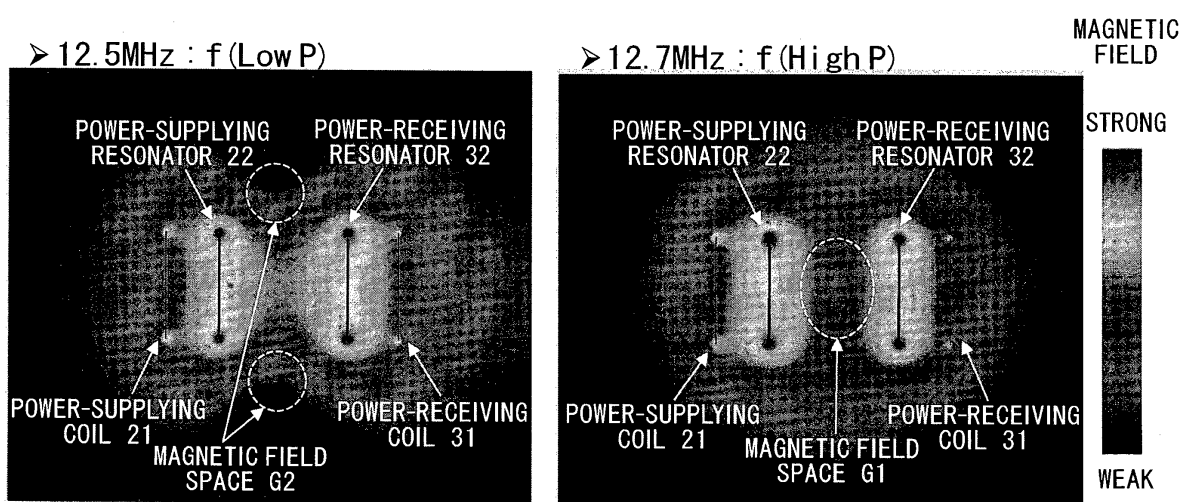 ➢ 12.5MHz : f(Low P)
POWER-SUPPLYING
RESONATOR 22
POWER-RECEIVING
RESONATOR 32
POWER-SUPPLYING
COIL 21
MAGNETIC FIELD
SPACE G2
POWER-RECEIVING
COIL 31
➢ 12.7MHz : f(High P)
POWER-SUPPLYING
RESONATOR 22
POWER-RECEIVING
RESONATOR 32
POWER-SUPPLYING
COIL 21
MAGNETIC FIELD
SPACE G1
POWER-RECEIVING
COIL 31
MAGNETIC
FIELD
STRONG
WEAK